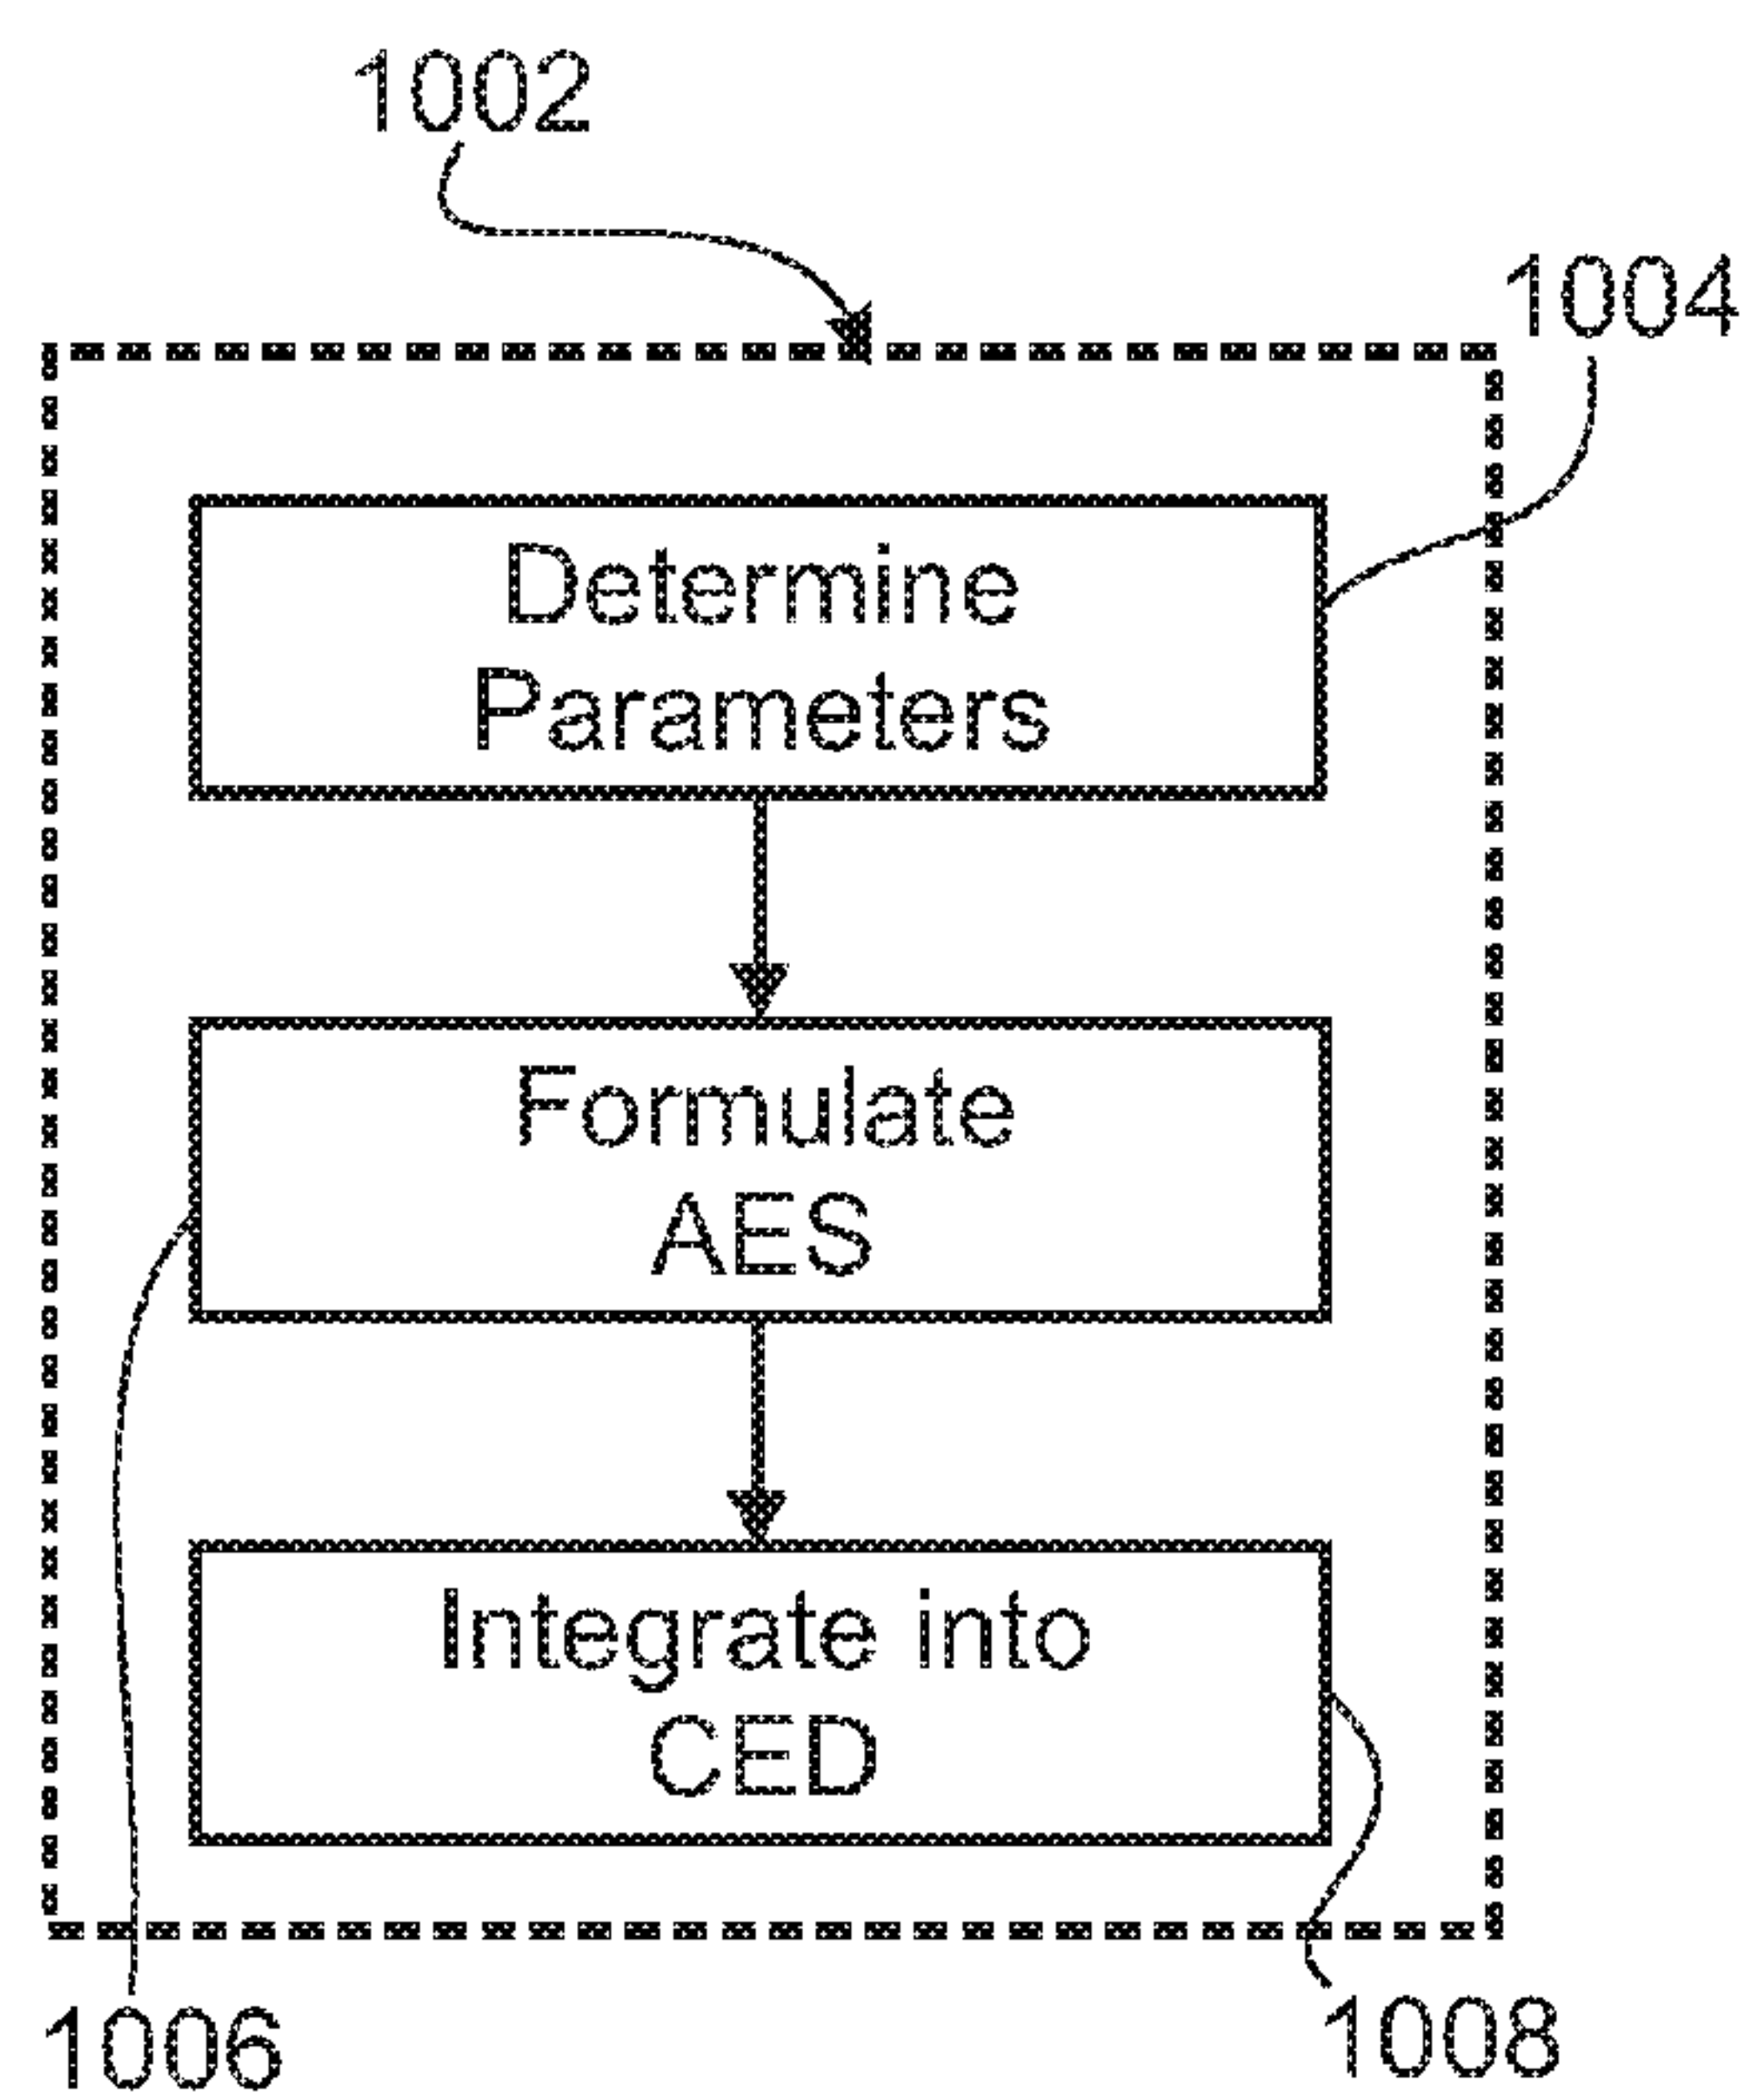 1002
1004
Determine
Parameters
Formulate
AES
Integrate into
CED
1006
1008